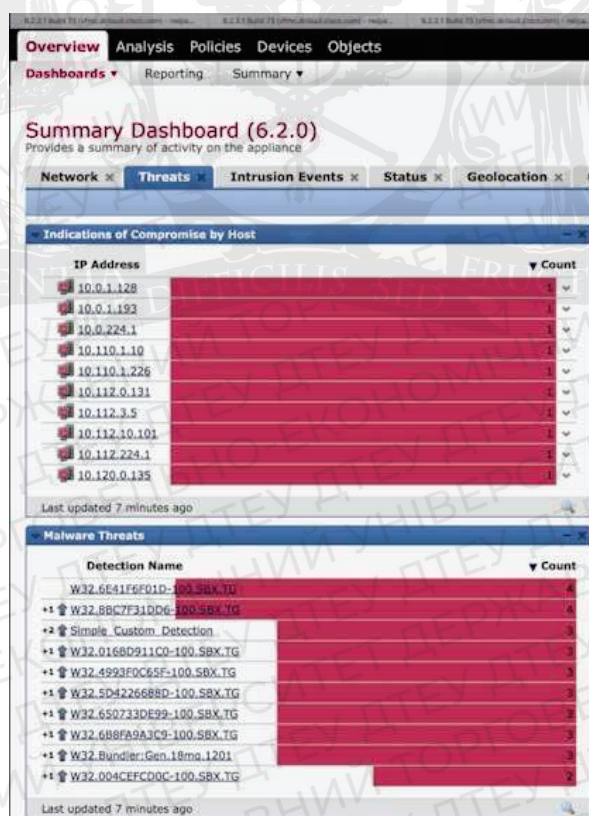 Overview Analysis Policies Devices Objects
Dashboards ▾ Reporting Summary ▾
Summary Dashboard (6.2.0)
Provides a summary of activity on the appliance
Network × Threats × Intrusion Events × Status × Geolocation ×
Indications of Compromise by Host
IP Address Count
10.0.1.128 1
10.0.1.193 1
10.0.224.1 1
10.110.1.10 1
10.110.1.226 1
10.112.0.131 1
10.112.3.5 1
10.112.10.101 1
10.112.224.1 1
10.120.0.135 1
Last updated 7 minutes ago
Malware Threats
Detection Name Count
W32.6E41F6F01D-100.SBX.TG 4
+1 W32.8BC7F31DD6-100.SBX.TG 4
+2 Simple_Custom_Detection 3
+1 W32.0168D911C0-100.SBX.TG 3
+1 W32.4993F0C65F-100.SBX.TG 3
+1 W32.5D4226688D-100.SBX.TG 3
+1 W32.650733DE99-100.SBX.TG 3
+1 W32.6B8FA9A3C9-100.SBX.TG 3
+1 W32.Bundler:Gen.18mq.1201 3
+1 W32.004CEFCD0C-100.SBX.TG 2
Last updated 7 minutes ago